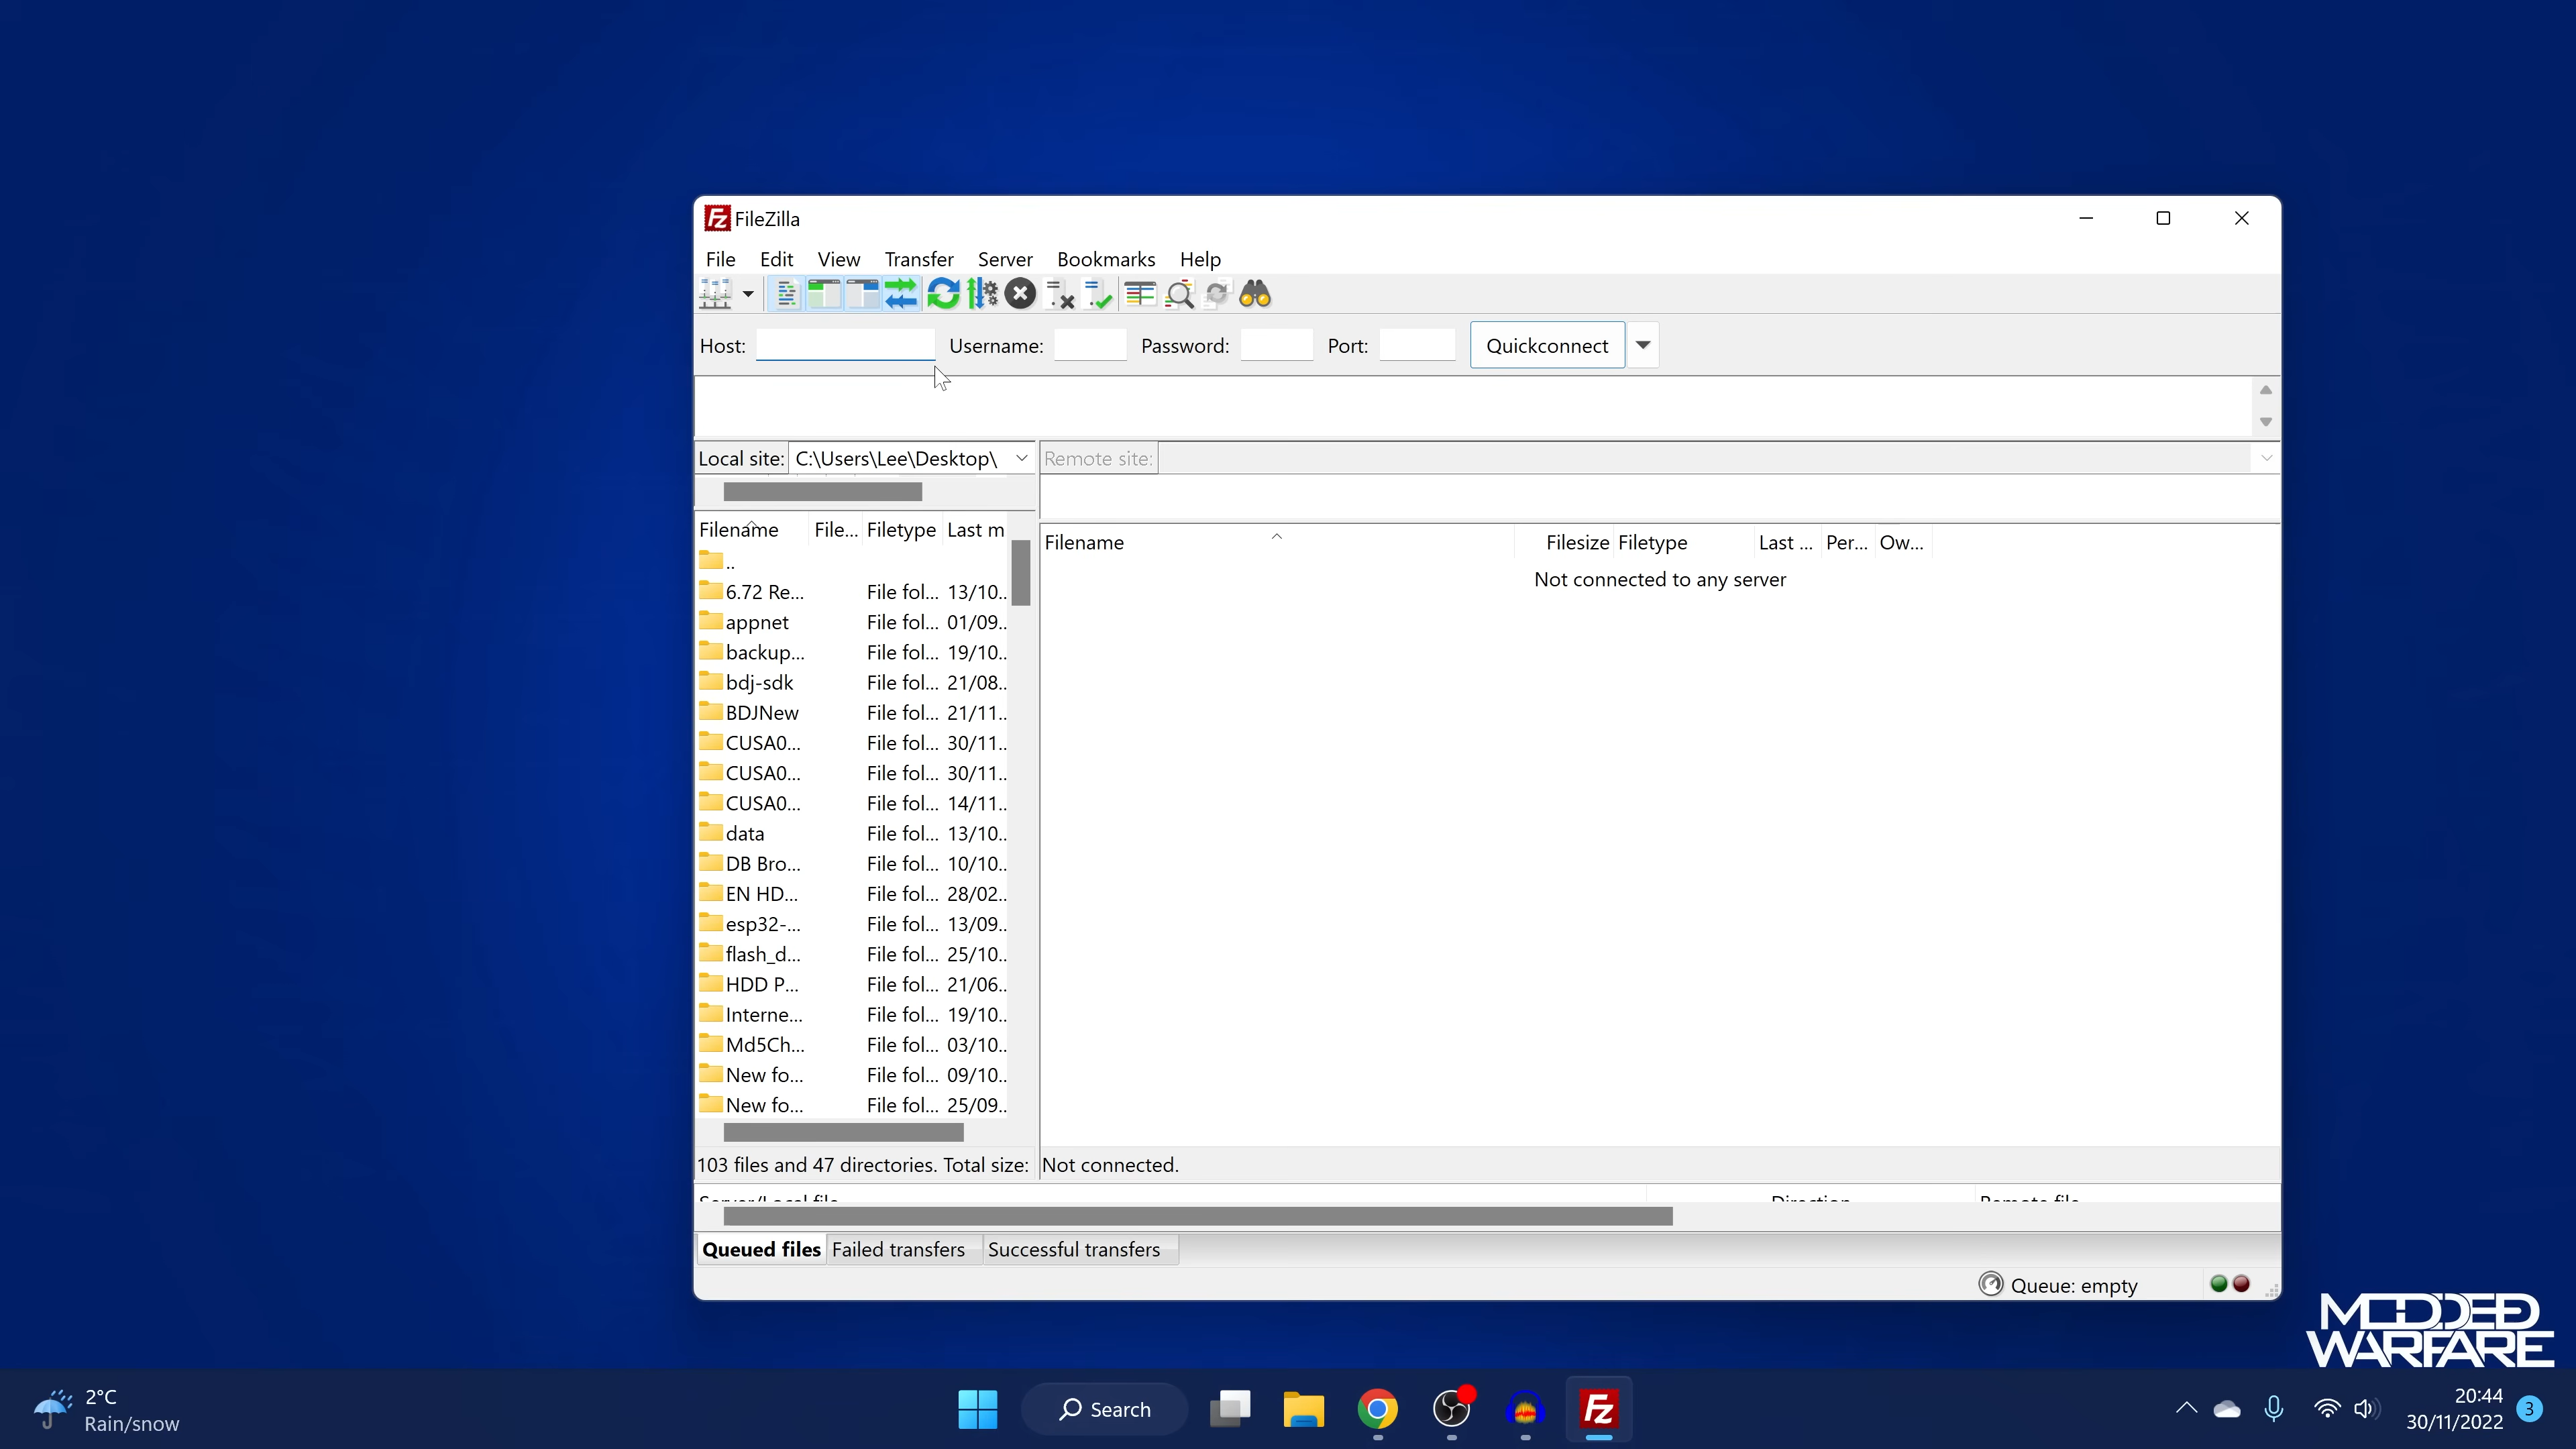 FileZilla
File Edit View Transfer Server Bookmarks Help
Host: Username: Password: Port: Quickconnect
Local site: C:\Users\Lee\Desktop\
Remote site:
Filename File... Filetype Last m
..
6.72 Re... File fol... 13/10..
appnet File fol... 01/09..
backup... File fol... 19/10..
bdj-sdk File fol... 21/08..
BDJNew File fol... 21/11..
CUSA0... File fol... 30/11..
CUSA0... File fol... 30/11..
CUSA0... File fol... 14/11..
data File fol... 13/10..
DB Bro... File fol... 10/10..
EN HD... File fol... 28/02..
esp32-... File fol... 13/09..
flash_d... File fol... 25/10..
HDD P... File fol... 21/06..
Interne... File fol... 19/10..
Md5Ch... File fol... 03/10..
New fo... File fol... 09/10..
New fo... File fol... 25/09..
103 files and 47 directories. Total size:
Filename Filesize Filetype Last ... Per... Ow...
Not connected to any server
Not connected.
Server/Local file Direction Remote file
Queued files Failed transfers Successful transfers
Queue: empty
MODDED
WARFARE
2°C
Rain/snow
Search
20:44
30/11/2022
3